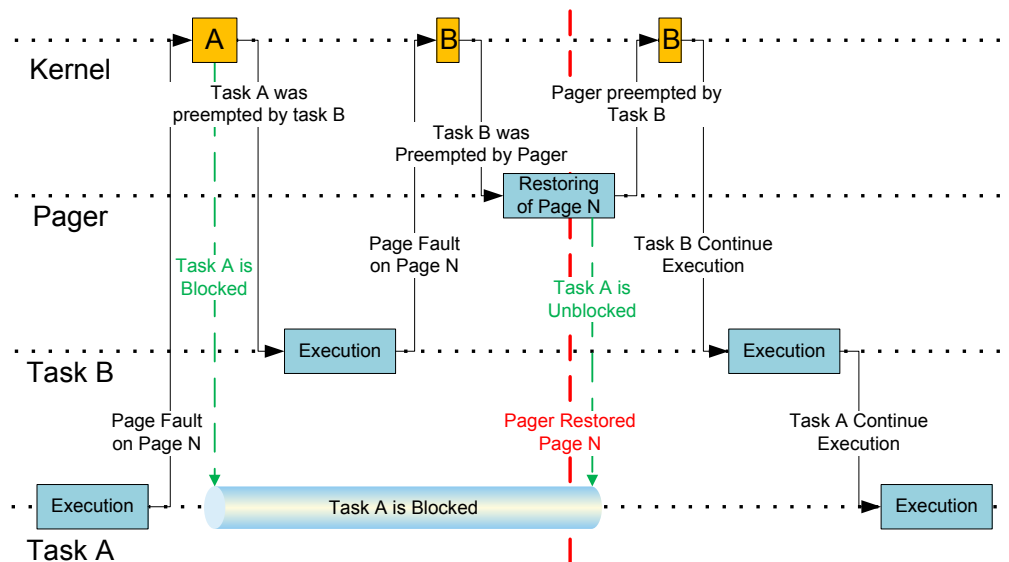 A
B
B
Kernel
Task A was
preempted by task B
Pager preempted by
Task B
Task B was
Preempted by Pager
Restoring
of Page N
Pager
Page Fault
on Page N
Task B Continue
Execution
Task A is
Blocked
Task A is
Unblocked
Execution
Execution
Task B
Page Fault
on Page N
Pager Restored
Page N
Task A Continue
Execution
Execution
Task A is Blocked
Execution
Task A